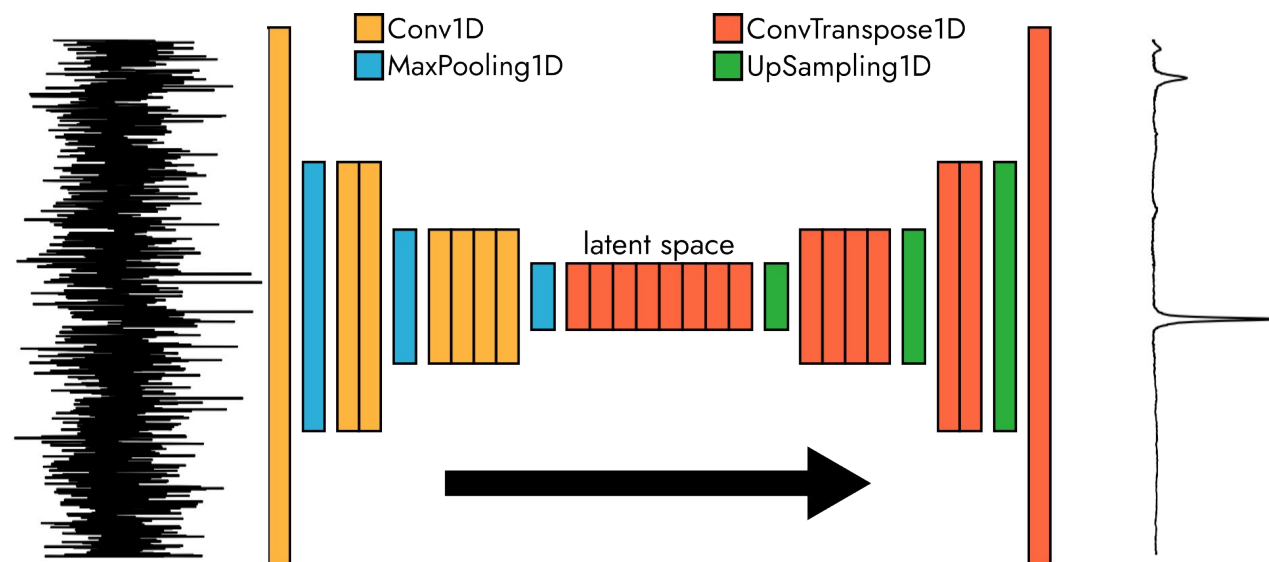 Conv1D
MaxPooling1D
ConvTranspose1D
UpSampling1D
latent space